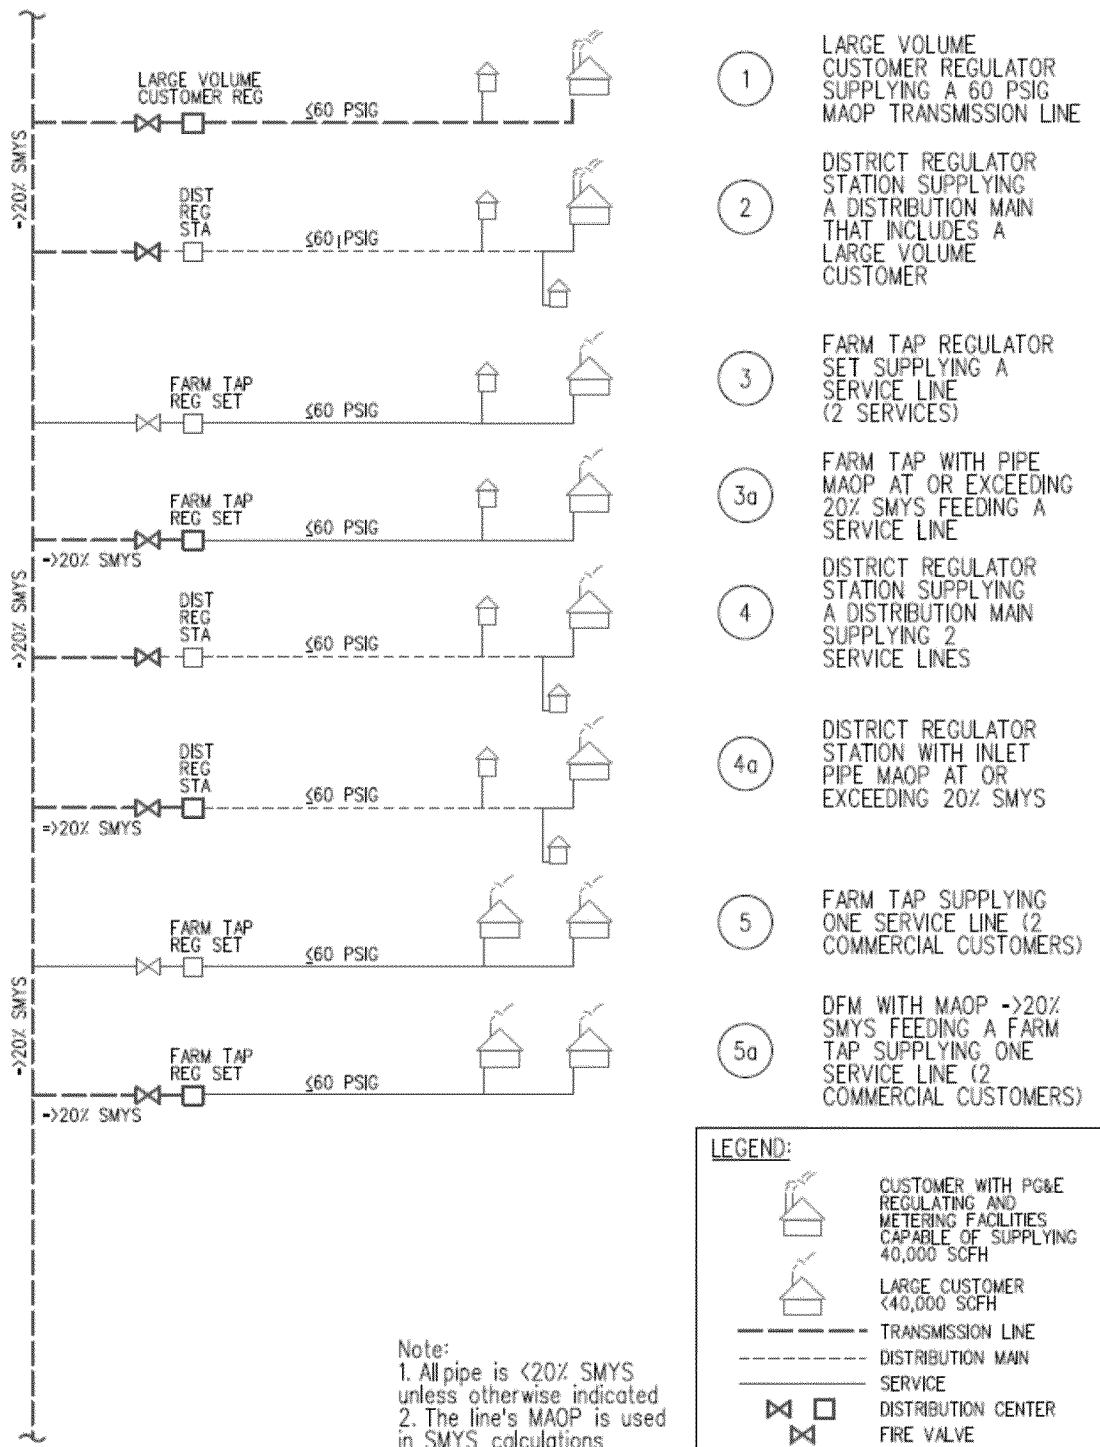 LARGE VOLUME
CUSTOMER REG
≤60 PSIG
1
LARGE VOLUME
CUSTOMER REGULATOR
SUPPLYING A 60 PSIG
MAOP TRANSMISSION LINE
->20% SMYS
DIST
REG
STA
≤60 PSIG
2
DISTRICT REGULATOR
STATION SUPPLYING
A DISTRIBUTION MAIN
THAT INCLUDES A
LARGE VOLUME
CUSTOMER
FARM TAP
REG SET
≤60 PSIG
3
FARM TAP REGULATOR
SET SUPPLYING A
SERVICE LINE
(2 SERVICES)
FARM TAP
REG SET
≤60 PSIG
->20% SMYS
3a
FARM TAP WITH PIPE
MAOP AT OR EXCEEDING
20% SMYS FEEDING A
SERVICE LINE
->20% SMYS
DIST
REG
STA
≤60 PSIG
4
DISTRICT REGULATOR
STATION SUPPLYING
A DISTRIBUTION MAIN
SUPPLYING 2
SERVICE LINES
DIST
REG
STA
≤60 PSIG
=>20% SMYS
4a
DISTRICT REGULATOR
STATION WITH INLET
PIPE MAOP AT OR
EXCEEDING 20% SMYS
FARM TAP
REG SET
≤60 PSIG
5
FARM TAP SUPPLYING
ONE SERVICE LINE (2
COMMERCIAL CUSTOMERS)
->20% SMYS
FARM TAP
REG SET
≤60 PSIG
->20% SMYS
5a
DFM WITH MAOP ->20%
SMYS FEEDING A FARM
TAP SUPPLYING ONE
SERVICE LINE (2
COMMERCIAL CUSTOMERS)
LEGEND:
CUSTOMER WITH PG&E
REGULATING AND
METERING FACILITIES
CAPABLE OF SUPPLYING
40,000 SCFH
LARGE CUSTOMER
<40,000 SCFH
TRANSMISSION LINE
DISTRIBUTION MAIN
SERVICE
DISTRIBUTION CENTER
FIRE VALVE
Note:
1. All pipe is <20% SMYS
unless otherwise indicated
2. The line's MAOP is used
in SMYS calculations